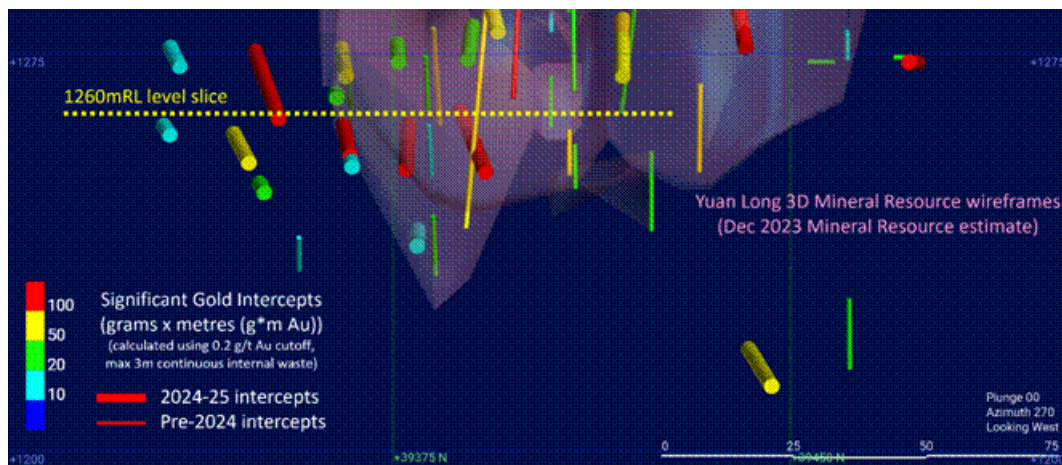 +1275
+1275
1260mRL level slice
Yuan Long 3D Mineral Resource wireframes
(Dec 2023 Mineral Resource estimate)
100
50
20
10
Significant Gold Intercepts
(grams x metres (g*m Au))
(calculated using 0.2 g/t Au cutoff,
max 3m continuous internal waste)
2024-25 intercepts
Pre-2024 intercepts
Plunge 00
Azimuth 270
Looking West
0 25 50 75
+1200
+39375 N
+39450 N